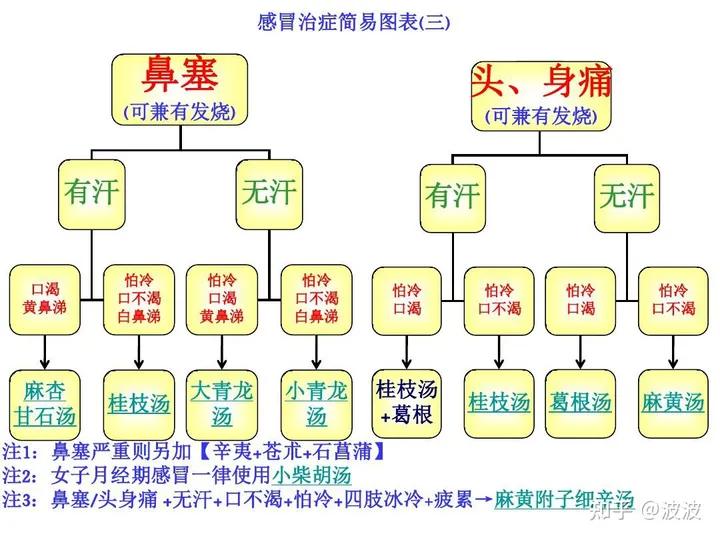 感冒治症简易图表(三)
鼻塞
(可兼有发烧)
头、身痛
(可兼有发烧)
有汗
无汗
有汗
无汗
口渴
黄鼻涕
怕冷
口不渴
白鼻涕
怕冷
口渴
黄鼻涕
怕冷
口不渴
白鼻涕
怕冷
口渴
怕冷
口不渴
怕冷
口渴
怕冷
口不渴
麻杏
甘石汤
桂枝汤
大青龙
汤
小青龙
汤
桂枝汤
+葛根
桂枝汤
葛根汤
麻黄汤
注1：鼻塞严重则另加【辛夷+苍朮+石菖蒲】
注2：女子月经期感冒一律使用小柴胡汤
注3：鼻塞/头身痛+无汗+口不渴+怕冷+四肢冰冷+疲累→麻黄附子细辛汤
知乎 @波波